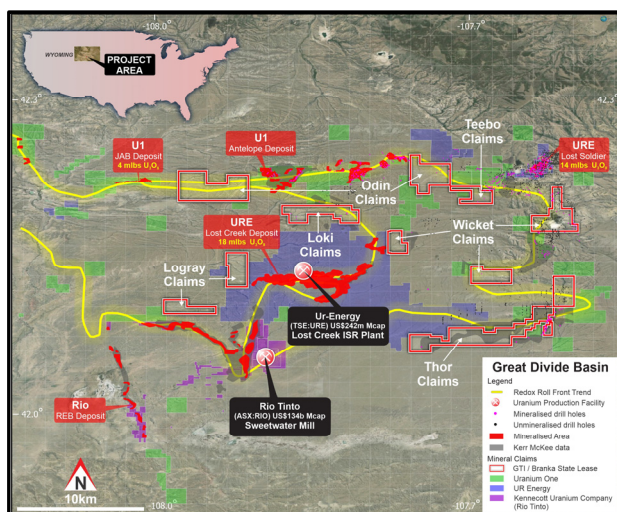 -108.0
-107.7
WYOMING
PROJECT
AREA
42.3
42.3
U1
JAB Deposit
4 mlbs U₃O₈
U1
Antelope Deposit
Teebo
Claims
URE
Lost Soldier
14 mlbs U₃O₈
Odin
Claims
URE
Lost Creek Deposit
18 mlbs U₃O₈
Loki
Claims
Wicket
Claims
Logray
Claims
Ur-Energy
(TSE:URE) US$242m Mcap
Lost Creek ISR Plant
Thor
Claims
Rio
REB Deposit
Rio Tinto
(ASX:RIO) US$134b Mcap
Sweetwater Mill
42.0
N
10km
-108.0
-107.7
Great Divide Basin
Legend
Redox Roll Front Trend
Uranium Production Facility
Mineralised drill holes
Unmineralised drill holes
Mineralised Area
Kerr McKee data
Mineral Claims
GTI / Branka State Lease
Uranium One
UR Energy
Kennecott Uranium Company
(Rio Tinto)